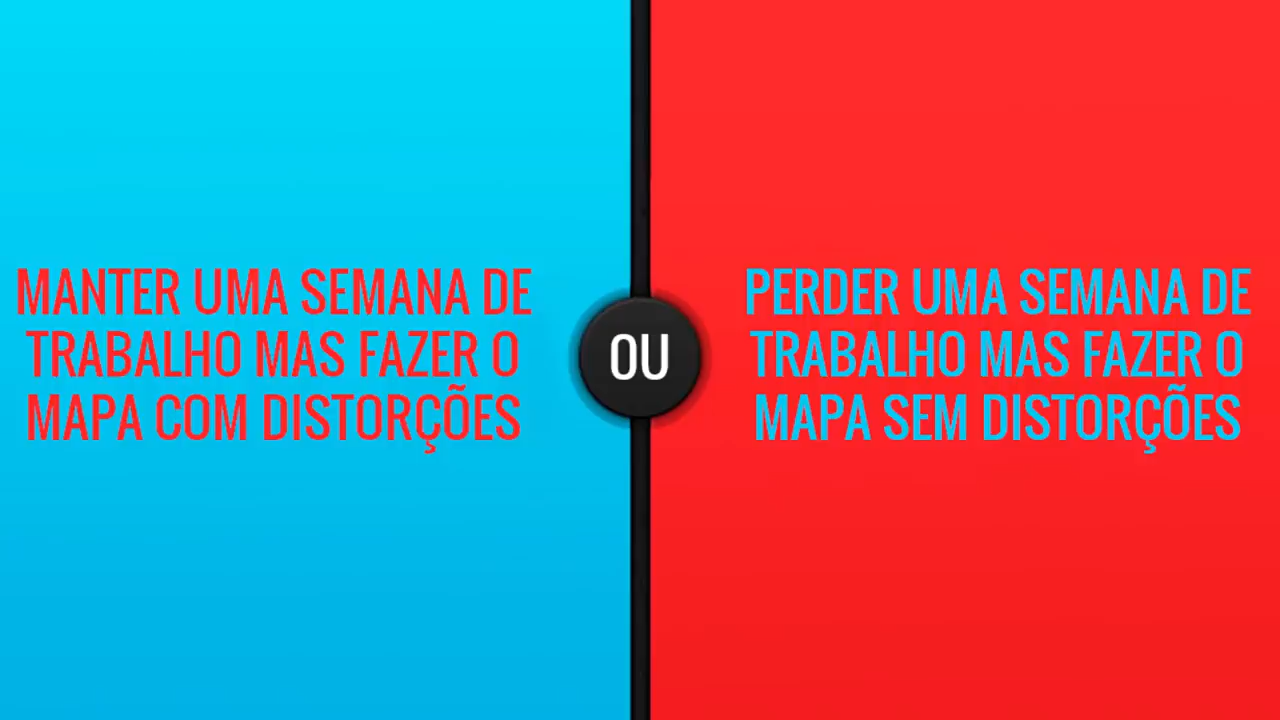 MANTER UMA SEMANA DE
TRABALHO MAS FAZER O
MAPA COM DISTORÇÕES
OU
PERDER UMA SEMANA DE
TRABALHO MAS FAZER O
MAPA SEM DISTORÇÕES